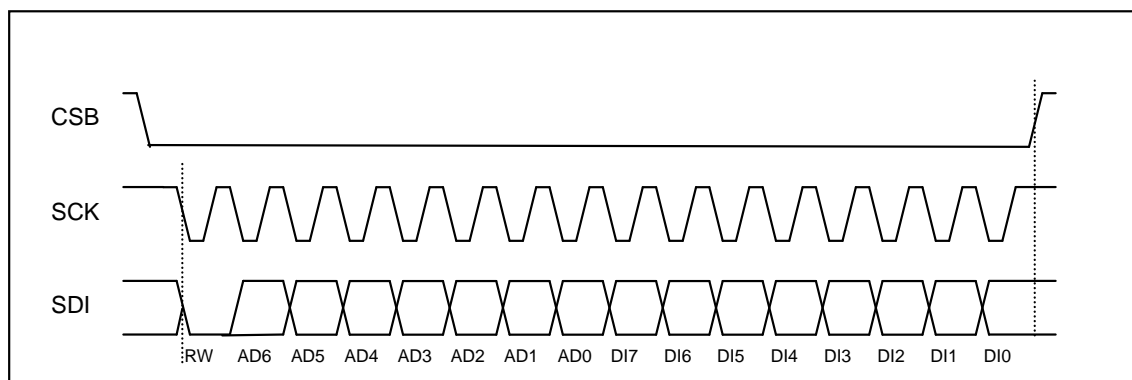 CSB
SCK
SDI
RW AD6 AD5 AD4 AD3 AD2 AD1 AD0 DI7 DI6 DI5 DI4 DI3 DI2 DI1 DI0